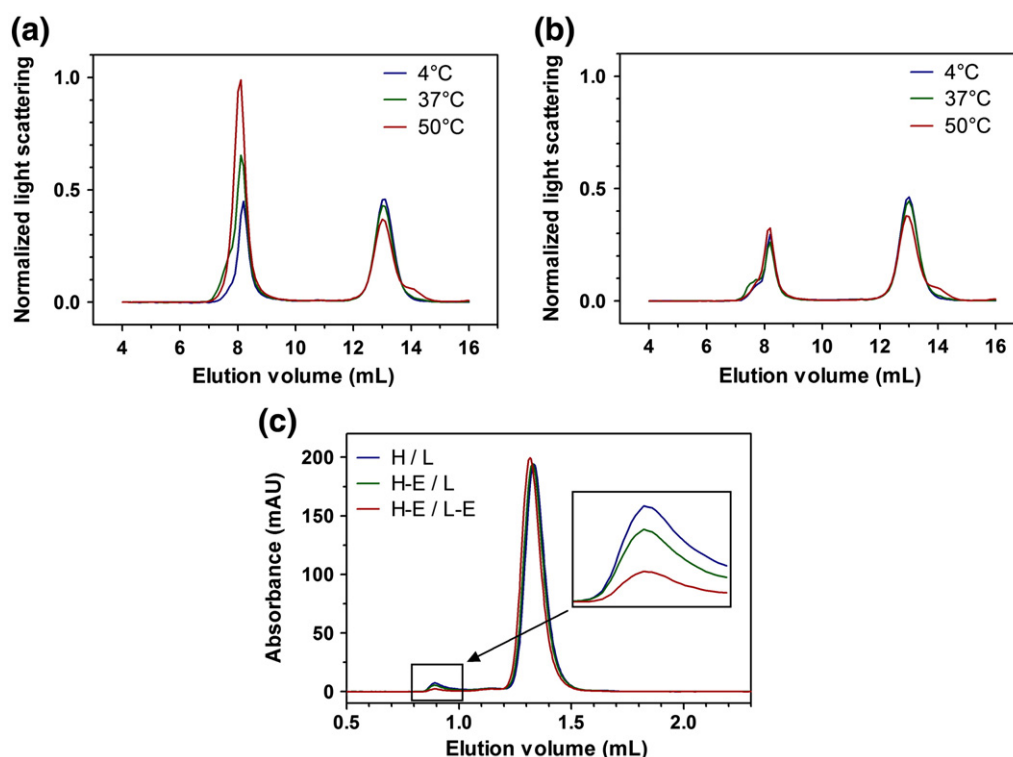 (a)
Normalized light scattering
1.0
0.5
0.0
4°C
37°C
50°C
4 6 8 10 12 14 16
Elution volume (mL)
(b)
Normalized light scattering
1.0
0.5
0.0
4°C
37°C
50°C
4 6 8 10 12 14 16
Elution volume (mL)
(c)
Absorbance (mAU)
200
150
100
50
0
H / L
H-E / L
H-E / L-E
0.5 1.0 1.5 2.0
Elution volume (mL)